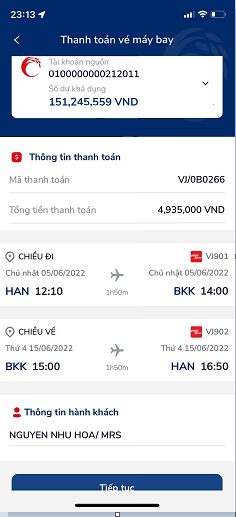 23:13
Thanh toán vé máy bay
Tài khoản nguồn
0100000000212011
Số dư khả dụng
151,245,559 VND
Thông tin thanh toán
Mã thanh toán VJ/0B0266
Tổng tiền thanh toán 4,935,000 VND
CHIỀU ĐI VJ901
Chủ nhật 05/06/2022 Chủ nhật 05/06/2022
HAN 12:10 1h50m BKK 14:00
CHIỀU VỀ VJ902
Thứ 4 15/06/2022 Thứ 4 15/06/2022
BKK 15:00 1h50m HAN 16:50
Thông tin hành khách
NGUYEN NHU HOA/ MRS
Tiếp tục